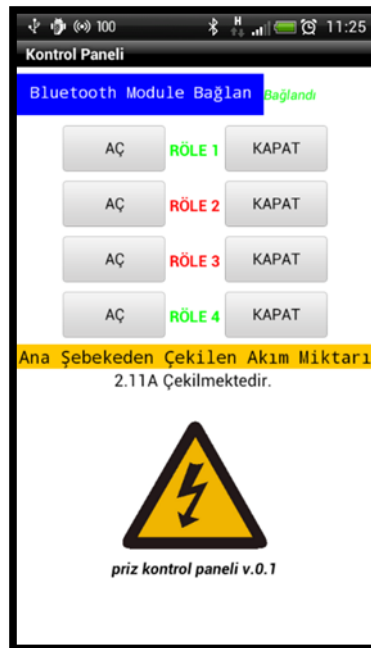 100 H 11:25
Kontrol Paneli
Bluetooth Module Bağlan Bağlandı
AÇ RÖLE 1 KAPAT
AÇ RÖLE 2 KAPAT
AÇ RÖLE 3 KAPAT
AÇ RÖLE 4 KAPAT
Ana Şebekeden Çekilen Akım Miktarı
2.11A Çekilmektedir.
priz kontrol paneli v.0.1